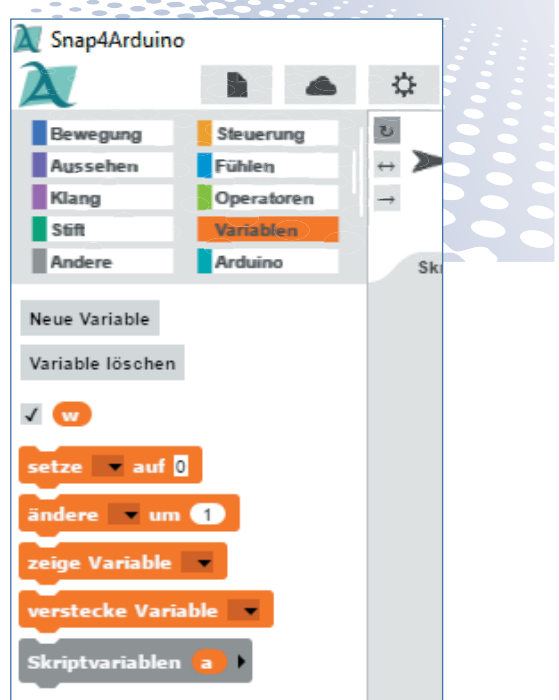 Snap4Arduino
Bewegung
Steuerung
Aussehen
Fühlen
Klang
Operatoren
Stift
Variablen
Andere
Arduino
Neue Variable
Variable löschen
w
setze auf 0
ändere um 1
zeige Variable
verstecke Variable
Skriptvariablen a